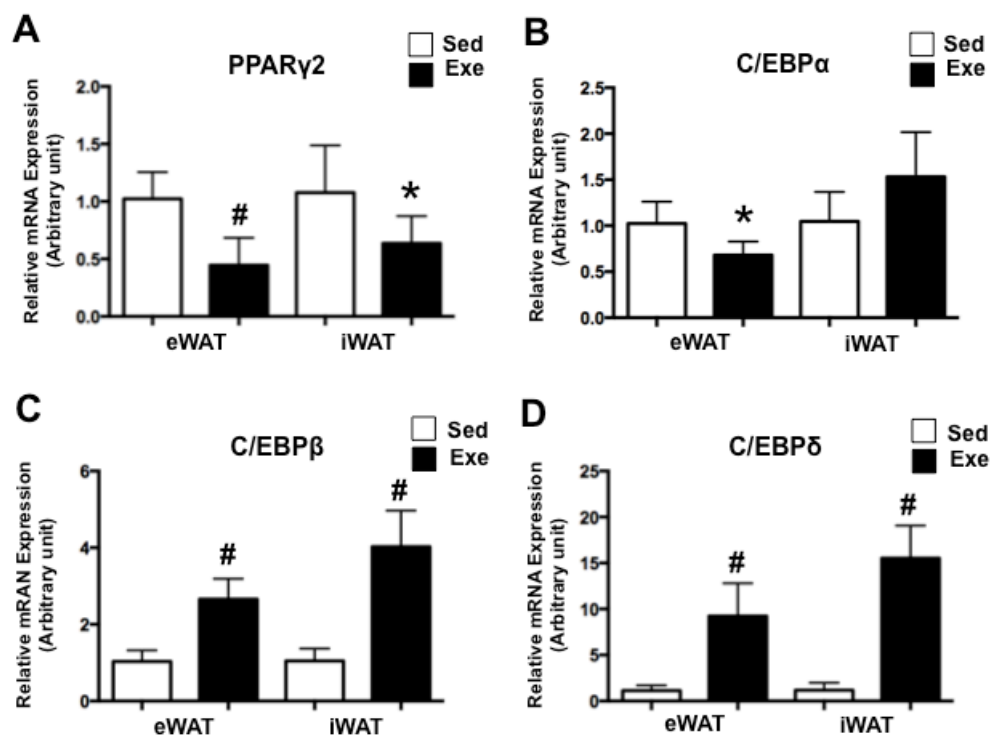 A
PPARγ2
Sed
Exe
Relative mRNA Expression
(Arbitrary unit)
2.0
1.5
1.0
0.5
0.0
#
*
eWAT
iWAT
B
C/EBPα
Sed
Exe
Relative mRNA Expression
(Arbitrary unit)
2.5
2.0
1.5
1.0
0.5
0.0
*
eWAT
iWAT
C
C/EBPβ
Sed
Exe
Relative mRAN Expression
(Arbitrary unit)
6
4
2
0
#
#
eWAT
iWAT
D
C/EBPδ
Sed
Exe
Relative mRNA Expression
(Arbitrary unit)
25
20
15
10
5
0
#
#
eWAT
iWAT